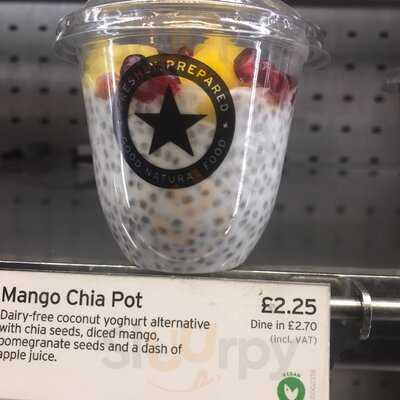 FRESHLY PREPARED
GOOD NATURAL FOOD
Mango Chia Pot
Dairy-free coconut yoghurt alternative
with chia seeds, diced mango,
pomegranate seeds and a dash of
apple juice.
£2.25
Dine in £2.70
(incl. VAT)
VEGAN